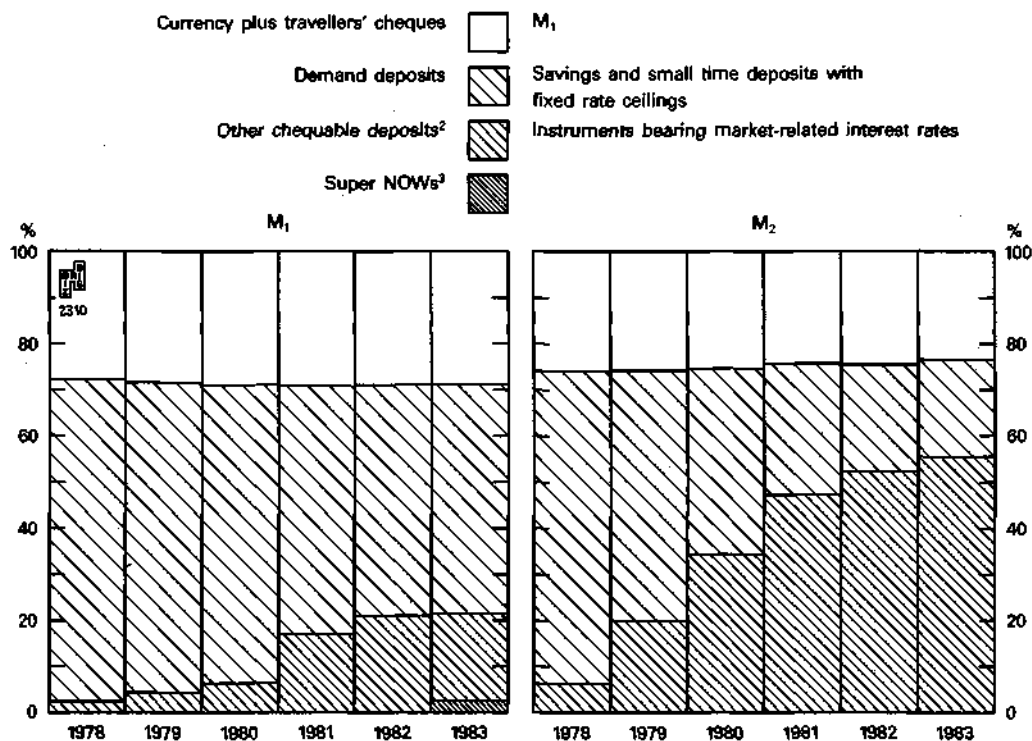 Currency plus travellers' cheques
M₁
Demand deposits
Savings and small time deposits with
fixed rate ceilings
Other chequable deposits²
Instruments bearing market-related interest rates
Super NOWs³
M₁
M₂
%
%
100
100
2310
80
80
60
60
40
40
20
20
0
0
1978 1979 1980 1981 1982 1983
1978 1979 1980 1981 1982 1983